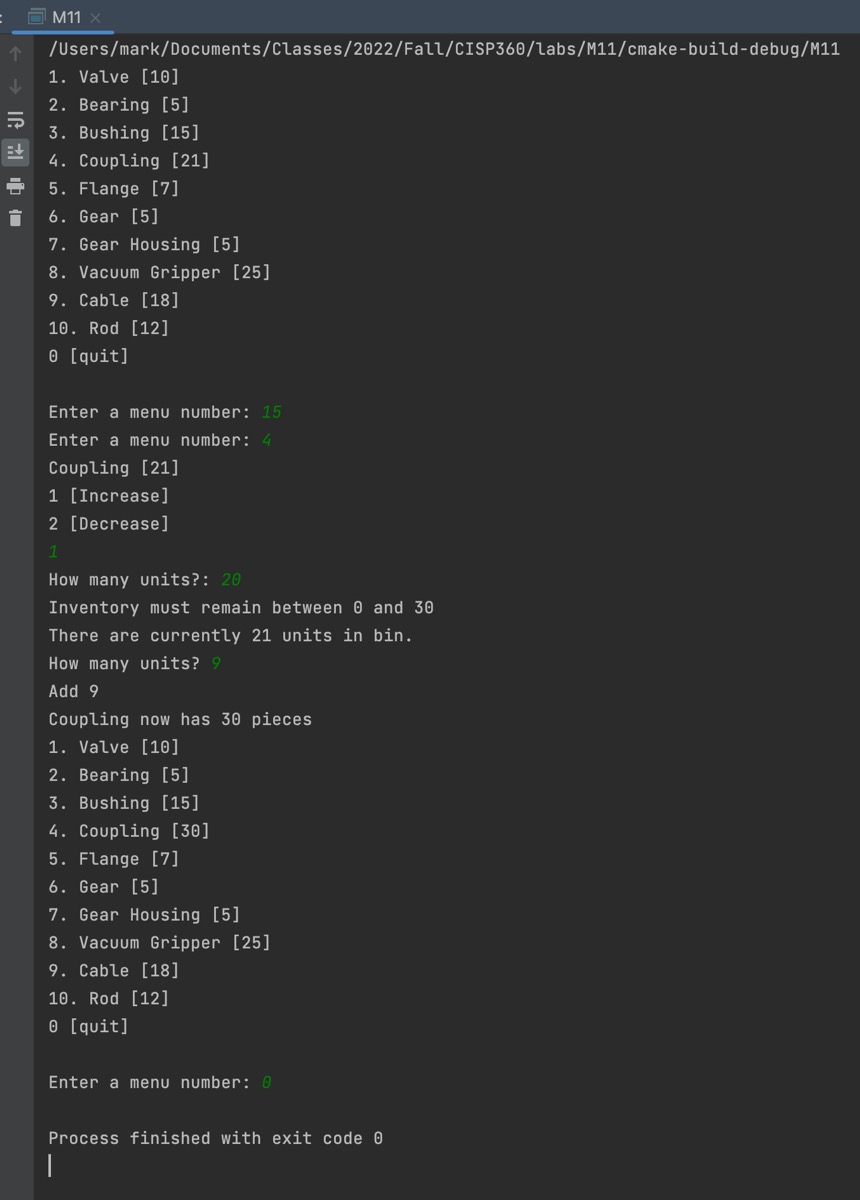 : M11 ×
/Users/mark/Documents/Classes/2022/Fall/CISP360/labs/M11/cmake-build-debug/M11
1. Valve [10]
2. Bearing [5]
3. Bushing [15]
4. Coupling [21]
5. Flange [7]
6. Gear [5]
7. Gear Housing [5]
8. Vacuum Gripper [25]
9. Cable [18]
10. Rod [12]
0 [quit]
Enter a menu number: 15
Enter a menu number: 4
Coupling [21]
1 [Increase]
2 [Decrease]
1
How many units?: 20
Inventory must remain between 0 and 30
There are currently 21 units in bin.
How many units? 9
Add 9
Coupling now has 30 pieces
1. Valve [10]
2. Bearing [5]
3. Bushing [15]
4. Coupling [30]
5. Flange [7]
6. Gear [5]
7. Gear Housing [5]
8. Vacuum Gripper [25]
9. Cable [18]
10. Rod [12]
0 [quit]
Enter a menu number: 0
Process finished with exit code 0